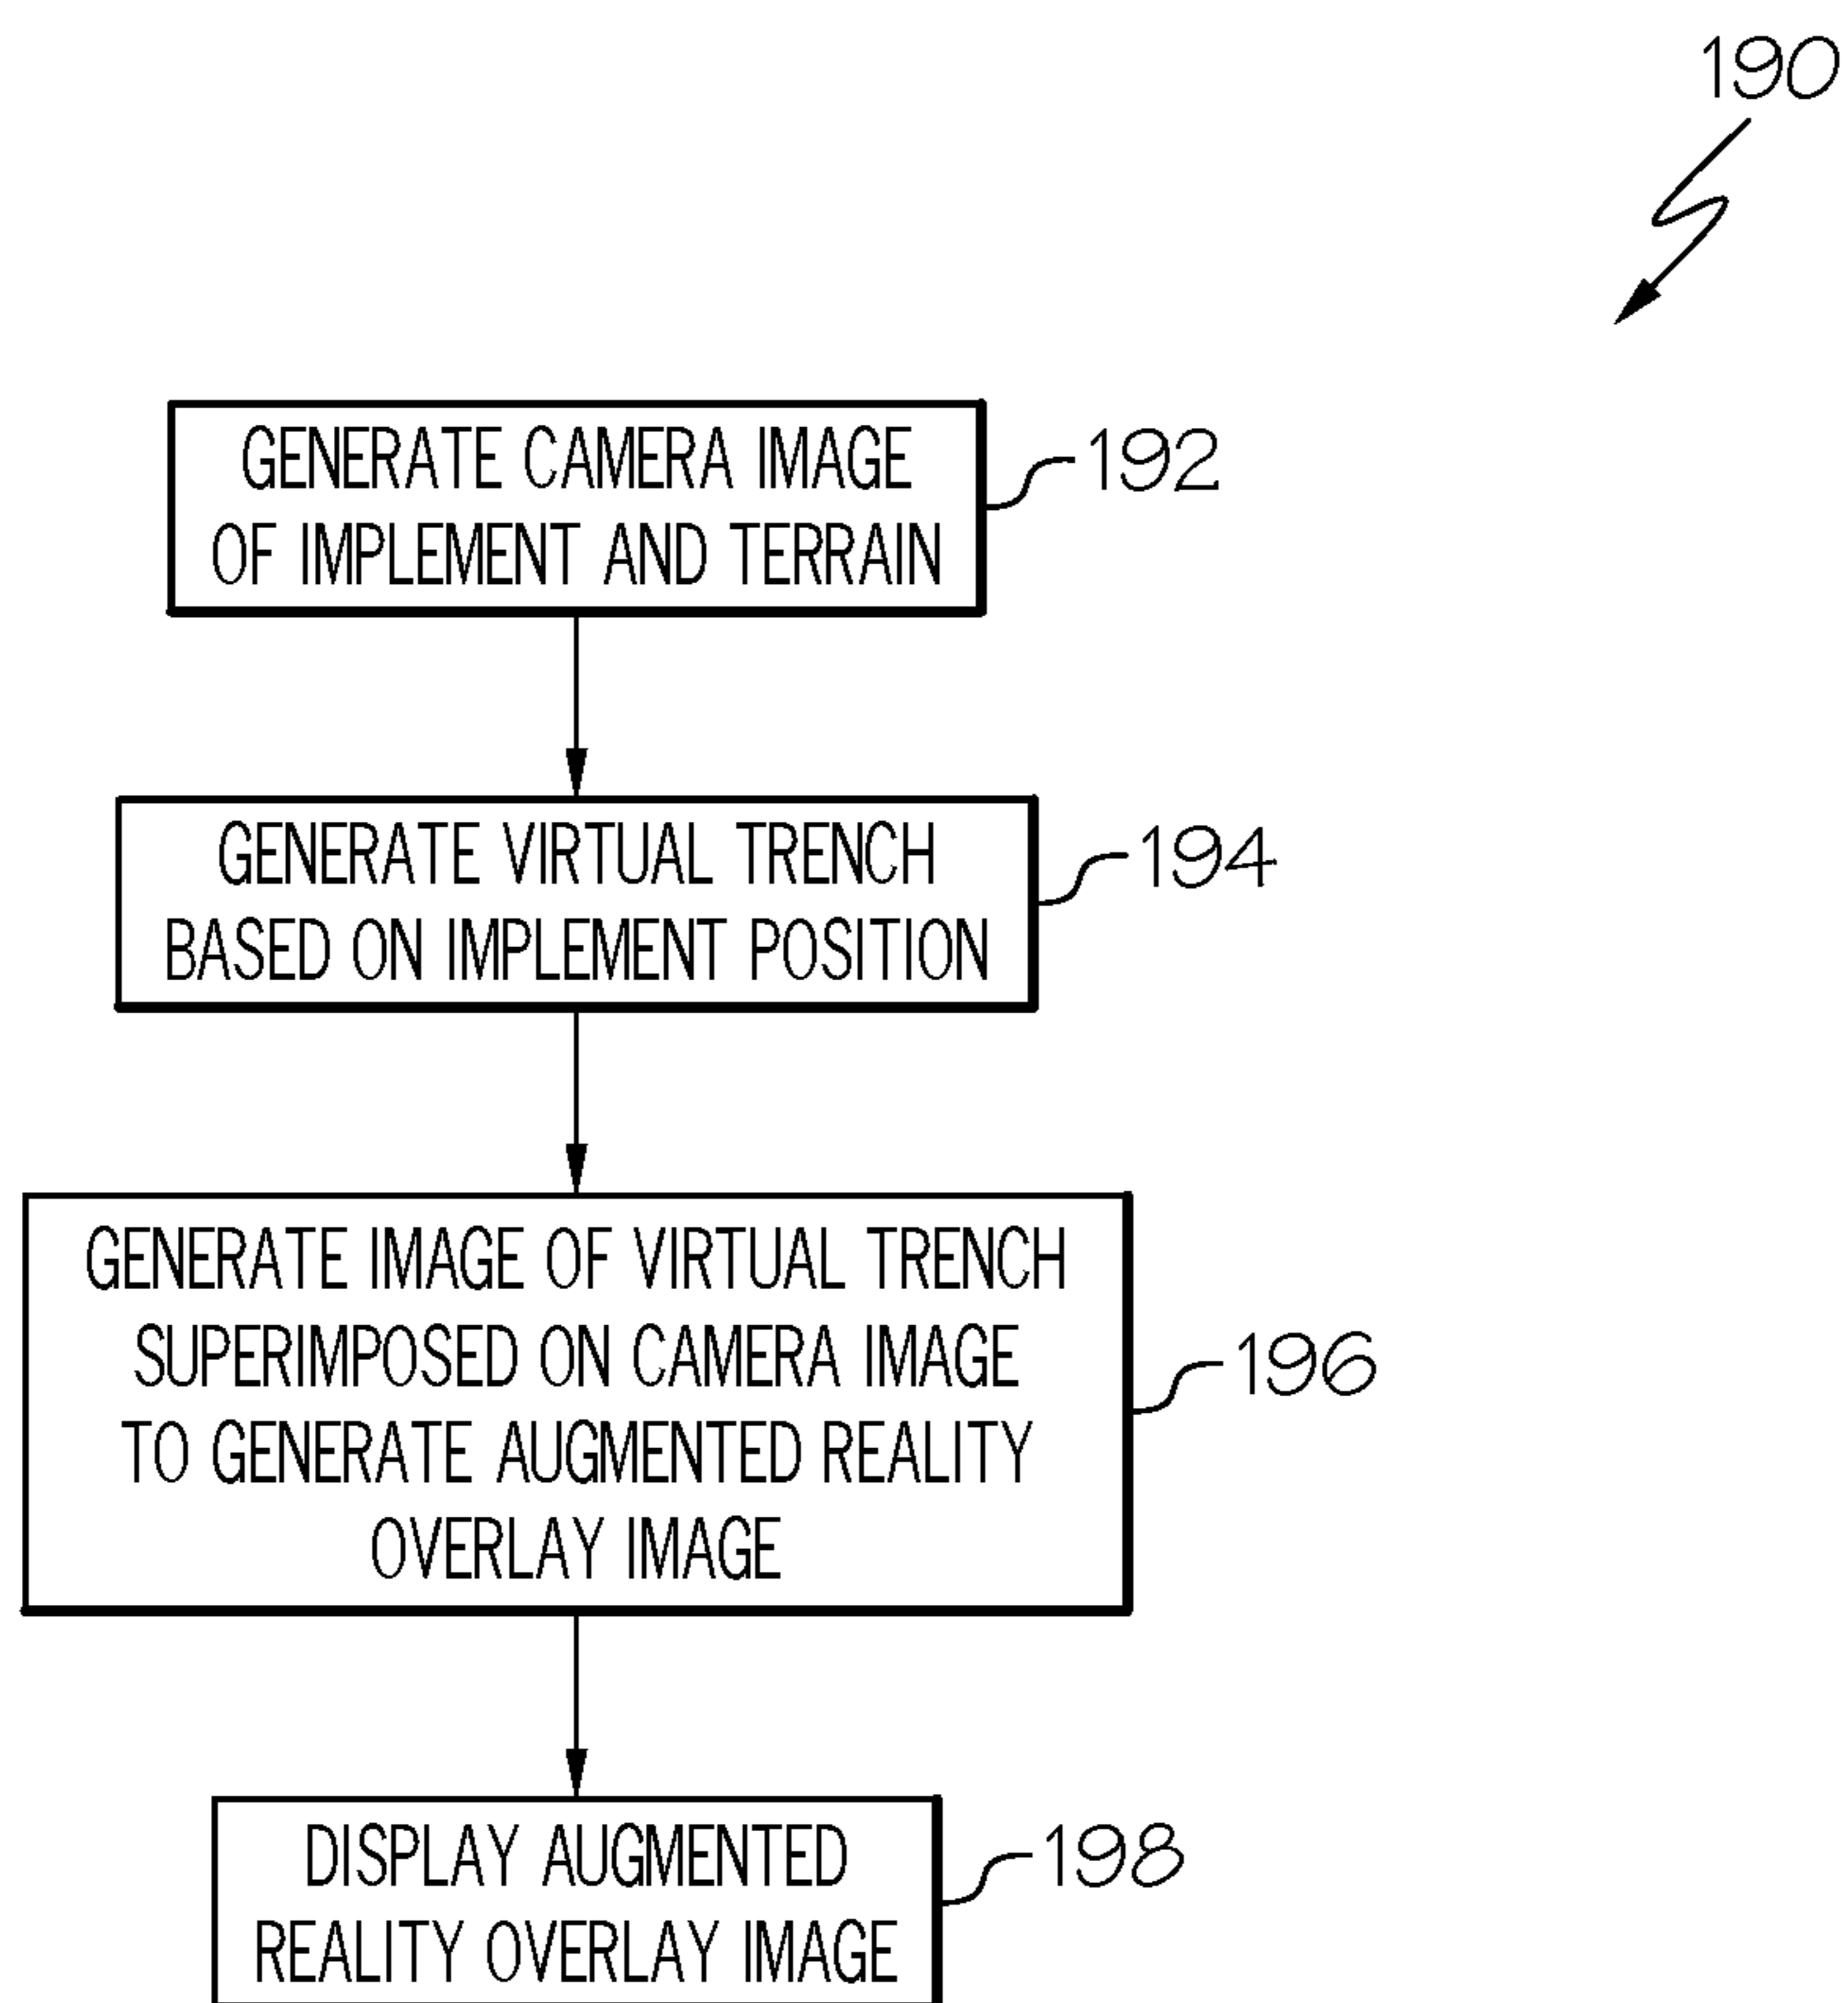 190
GENERATE CAMERA IMAGE
OF IMPLEMENT AND TERRAIN
192
GENERATE VIRTUAL TRENCH
BASED ON IMPLEMENT POSITION
194
GENERATE IMAGE OF VIRTUAL TRENCH
SUPERIMPOSED ON CAMERA IMAGE
TO GENERATE AUGMENTED REALITY
OVERLAY IMAGE
196
DISPLAY AUGMENTED
REALITY OVERLAY IMAGE
198